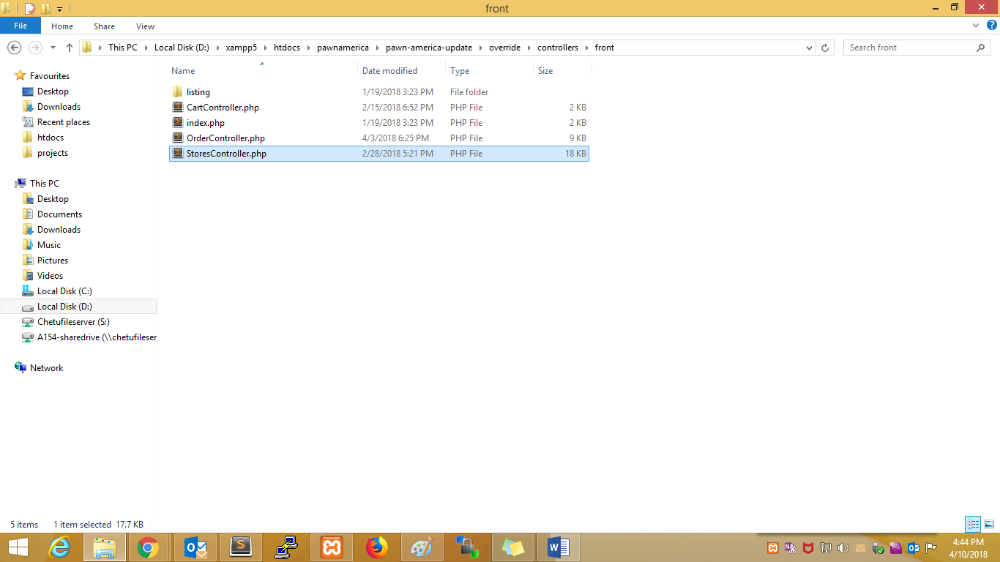 front
File Home Share View
This PC Local Disk (D:) xampp5 htdocs pawnamerica pawn-america-update override controllers front
Search front
Favourites
Desktop
Downloads
Recent places
htdocs
projects
This PC
Desktop
Documents
Downloads
Music
Pictures
Videos
Local Disk (C:)
Local Disk (D:)
Chetufileserver (S:)
A154-sharedrive (\\chetufileser
Network
Name Date modified Type Size
listing 1/19/2018 3:23 PM File folder
CartController.php 2/15/2018 6:52 PM PHP File 2 KB
index.php 1/19/2018 3:23 PM PHP File 2 KB
OrderController.php 4/3/2018 6:25 PM PHP File 9 KB
StoresController.php 2/28/2018 5:21 PM PHP File 18 KB
5 items 1 item selected 17.7 KB
4:44 PM
4/10/2018